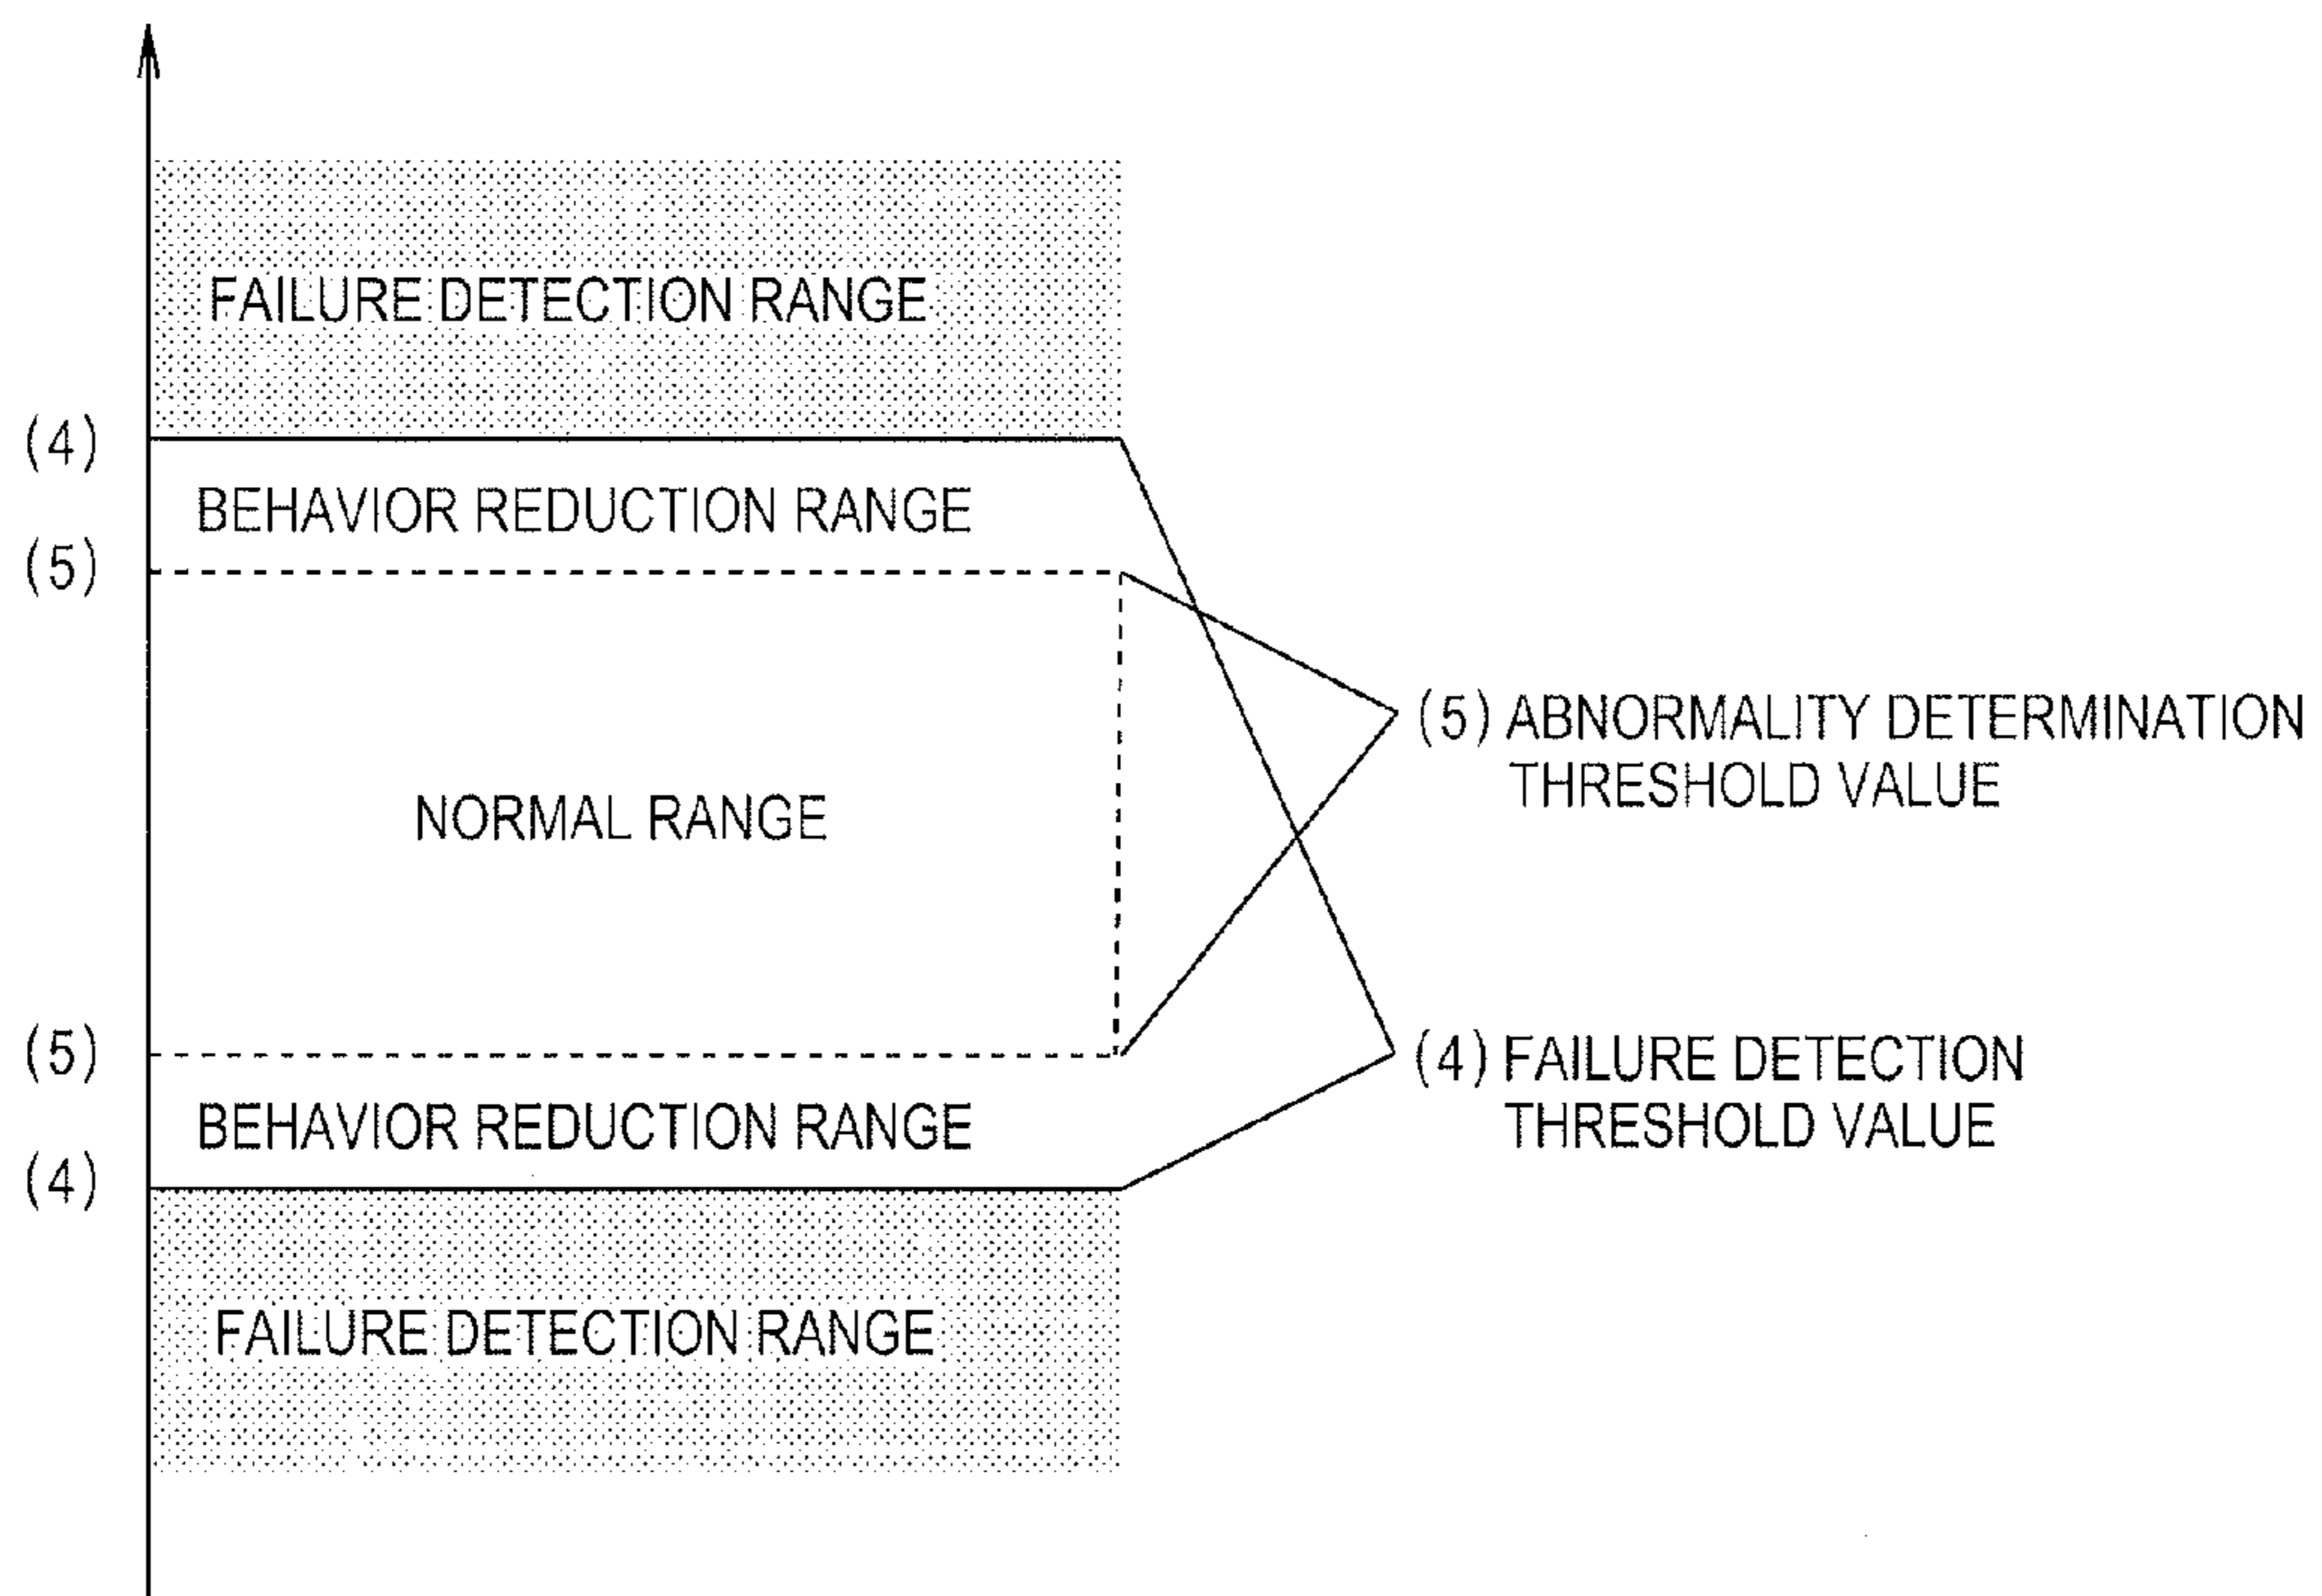 FAILURE DETECTION RANGE
(4)
BEHAVIOR REDUCTION RANGE
(5)
(5) ABNORMALITY DETERMINATION
THRESHOLD VALUE
NORMAL RANGE
(5)
(4) FAILURE DETECTION
THRESHOLD VALUE
BEHAVIOR REDUCTION RANGE
(4)
FAILURE DETECTION RANGE